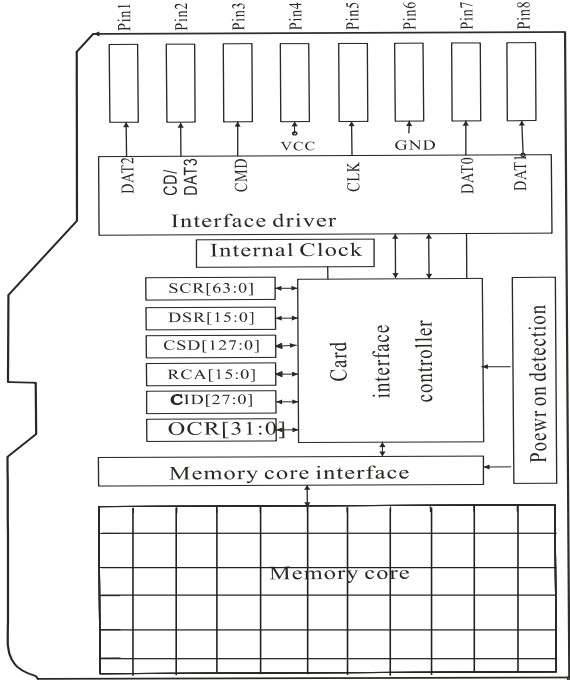 Pin1
Pin2
Pin3
Pin4
Pin5
Pin6
Pin7
Pin8
DAT2
CD/
DAT3
CMD
VCC
CLK
GND
DAT0
DAT1
Interface driver
Internal Clock
SCR[63:0]
DSR[15:0]
CSD[127:0]
RCA[15:0]
CID[27:0]
OCR[31:0]
Card
interface
controller
Poewr on detection
Memory core interface
Memory core